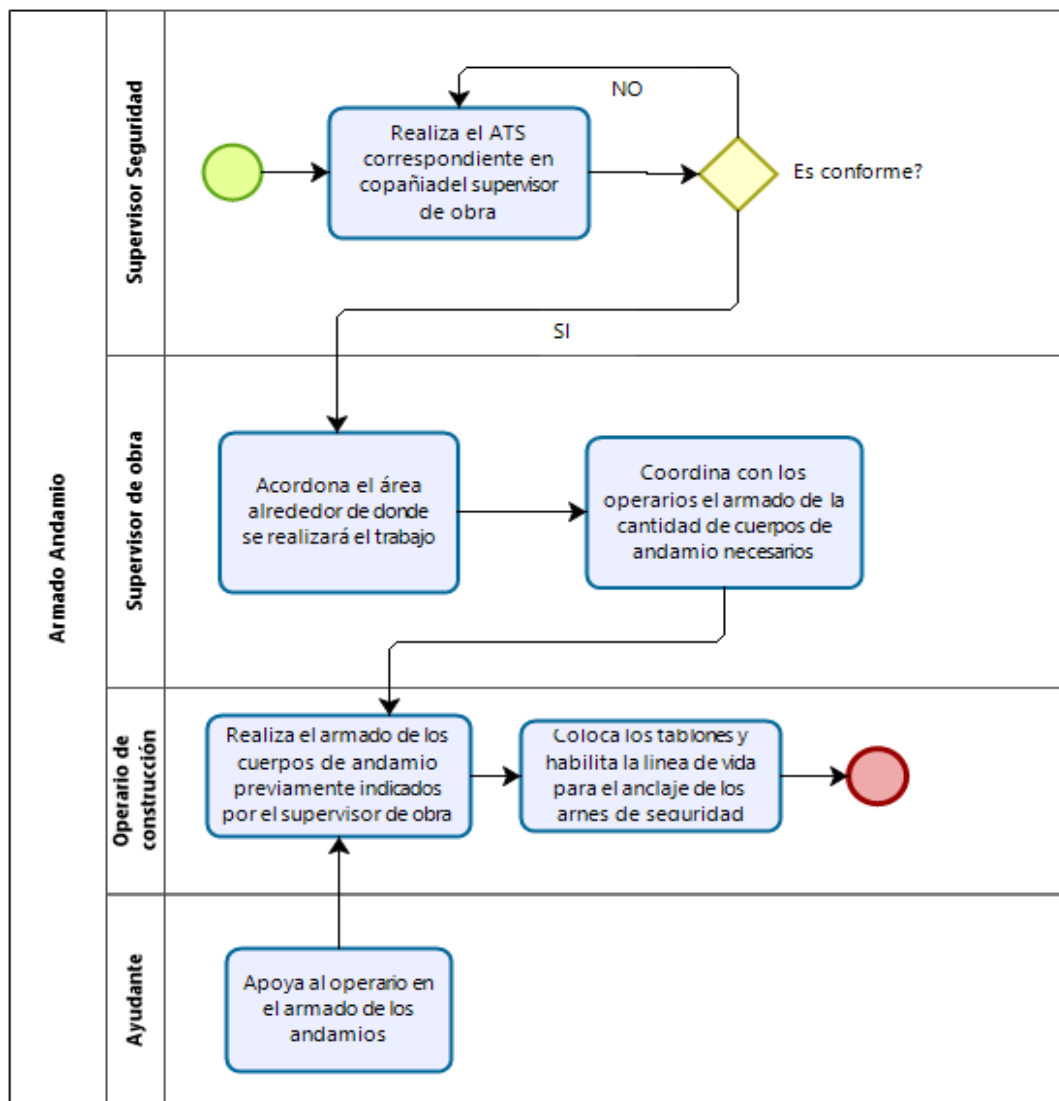 Armado Andamio
Supervisor Seguridad
NO
Realiza el ATS
correspondiente en
copañiadel supervisor
de obra
Es conforme?
SI
Supervisor de obra
Acordona el área
alrededor de donde
se realizará el trabajo
Coordina con los
operarios el armado de la
cantidad de cuerpos de
andamio necesarios
Operario de
construcción
Realiza el armado de los
cuerpos de andamio
previamente indicados
por el supervisor de obra
Coloca los tablones y
habilita la linea de vida
para el anclaje de los
arnes de seguridad
Ayudante
Apoya al operario en
el armado de los
andamios